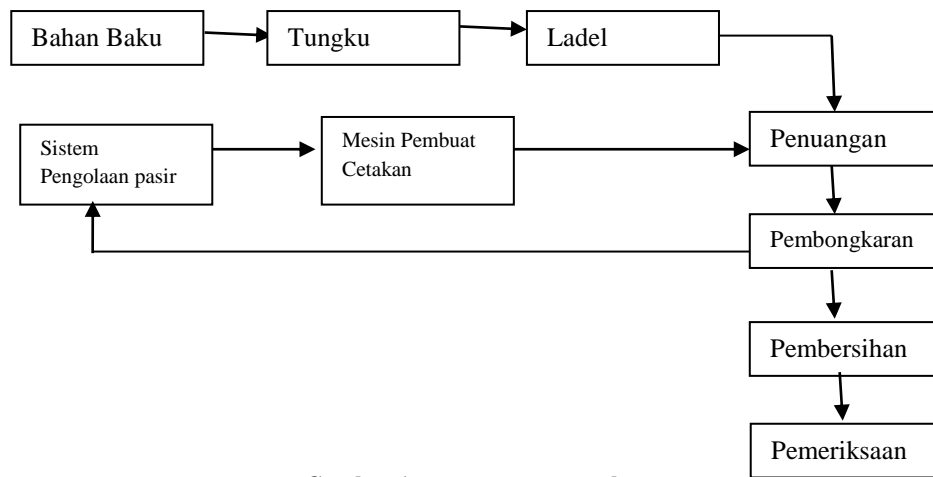 Bahan Baku
Tungku
Ladel
Sistem
Pengolaan pasir
Mesin Pembuat
Cetakan
Penuangan
Pembongkaran
Pembersihan
Pemeriksaan